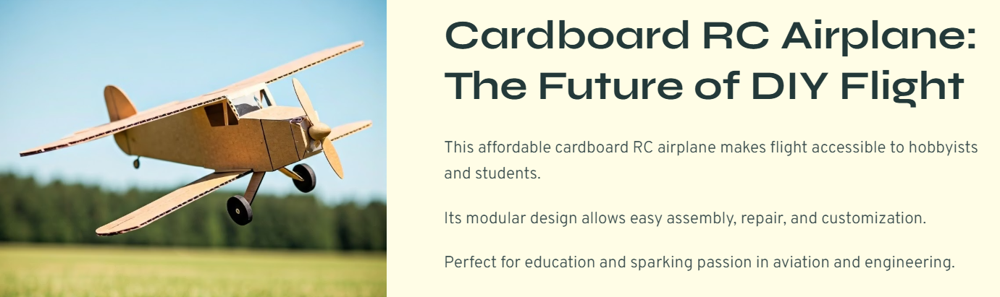 Cardboard RC Airplane:
The Future of DIY Flight
This affordable cardboard RC airplane makes flight accessible to hobbyists
and students.
Its modular design allows easy assembly, repair, and customization.
Perfect for education and sparking passion in aviation and engineering.